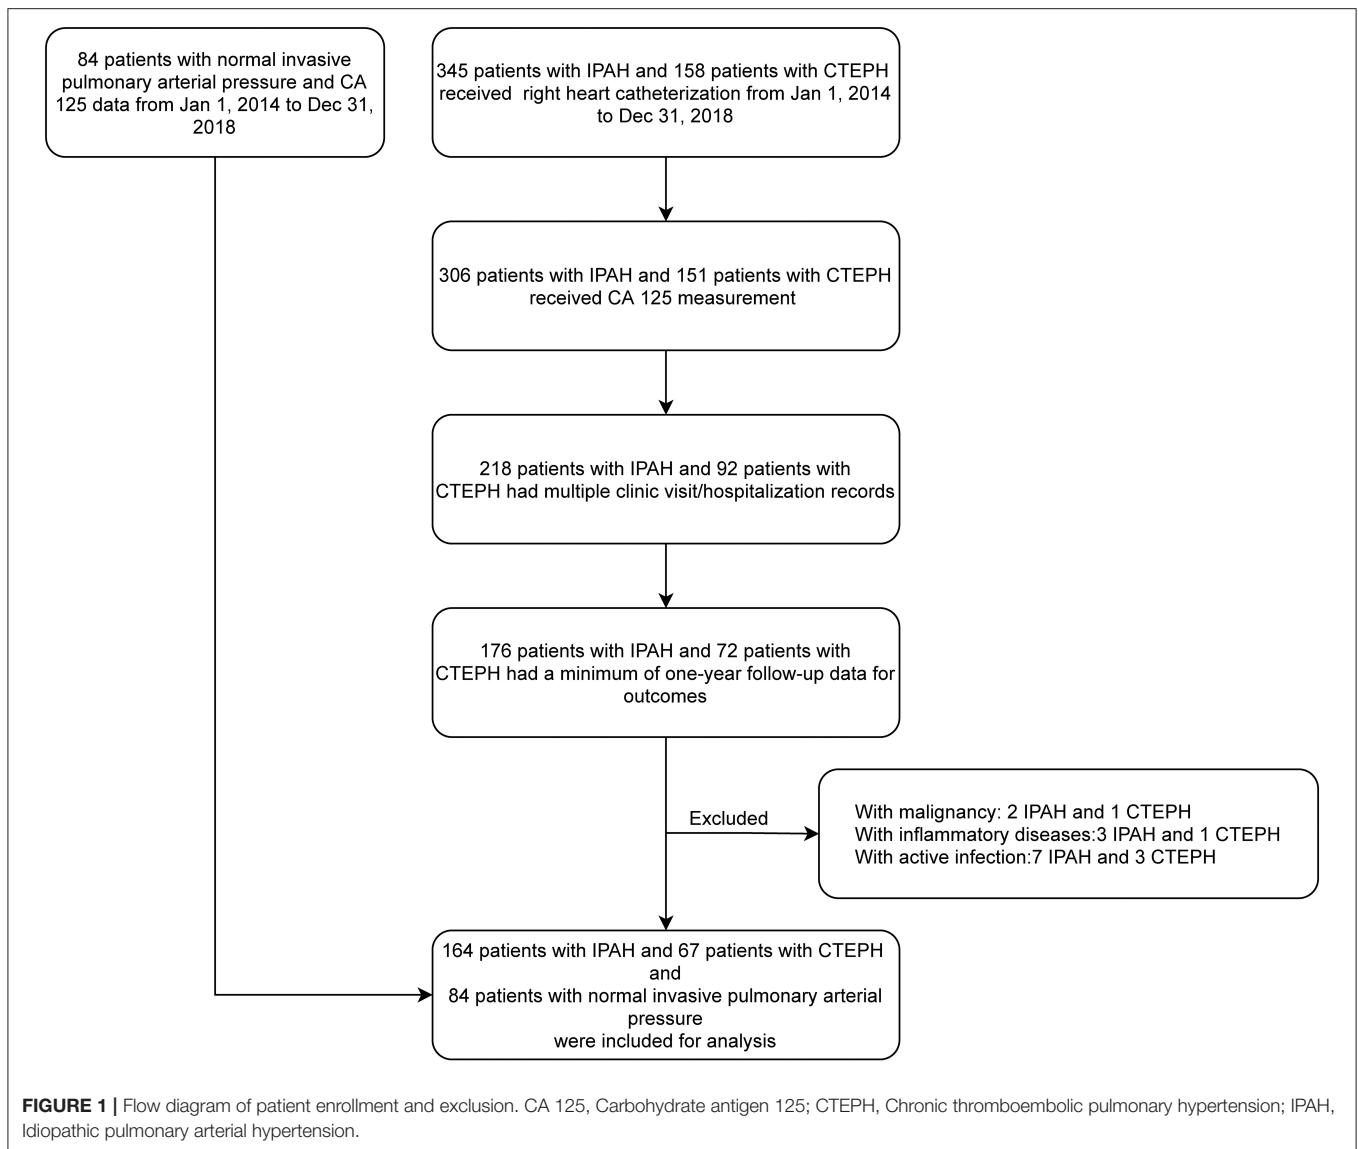 84 patients with normal invasive
pulmonary arterial pressure and CA
125 data from Jan 1, 2014 to Dec 31,
2018
345 patients with IPAH and 158 patients with CTEPH
received right heart catheterization from Jan 1, 2014
to Dec 31, 2018
306 patients with IPAH and 151 patients with CTEPH
received CA 125 measurement
218 patients with IPAH and 92 patients with
CTEPH had multiple clinic visit/hospitalization records
176 patients with IPAH and 72 patients with
CTEPH had a minimum of one-year follow-up data for
outcomes
Excluded
With malignancy: 2 IPAH and 1 CTEPH
With inflammatory diseases:3 IPAH and 1 CTEPH
With active infection:7 IPAH and 3 CTEPH
164 patients with IPAH and 67 patients with CTEPH
and
84 patients with normal invasive pulmonary arterial
pressure
were included for analysis
FIGURE 1 | Flow diagram of patient enrollment and exclusion. CA 125, Carbohydrate antigen 125; CTEPH, Chronic thromboembolic pulmonary hypertension; IPAH,
Idiopathic pulmonary arterial hypertension.